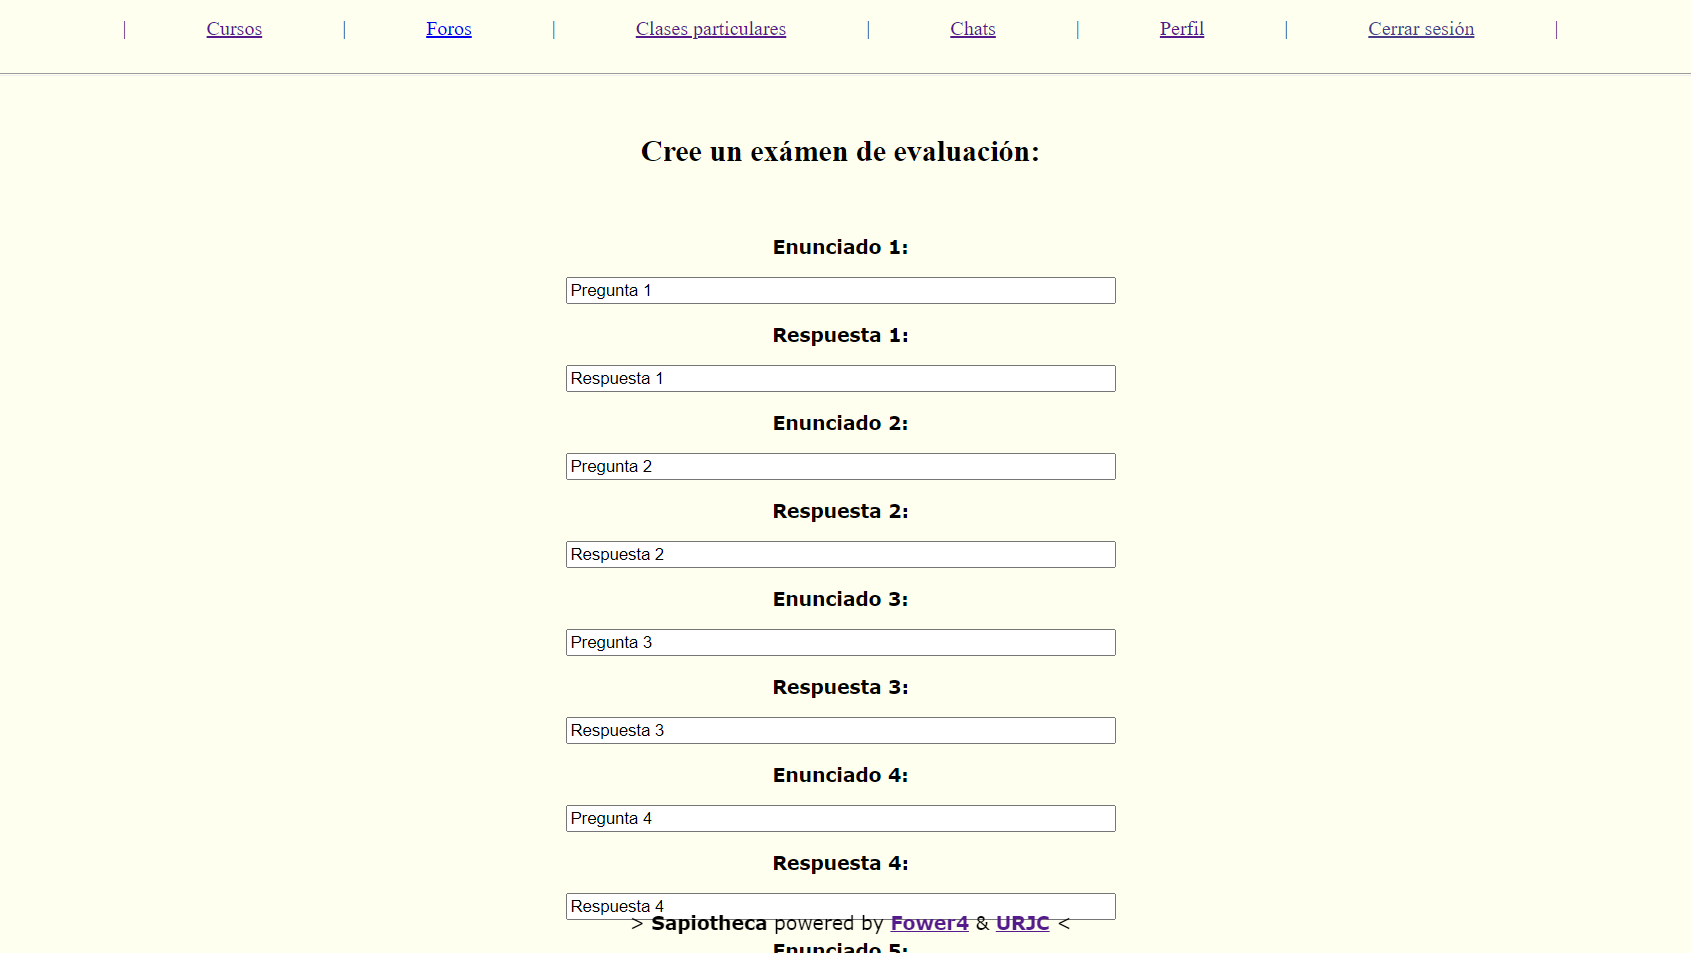 | Cursos | Foros | Clases particulares | Chats | Perfil | Cerrar sesión |
Cree un exámen de evaluación:
Enunciado 1:
Pregunta 1
Respuesta 1:
Respuesta 1
Enunciado 2:
Pregunta 2
Respuesta 2:
Respuesta 2
Enunciado 3:
Pregunta 3
Respuesta 3:
Respuesta 3
Enunciado 4:
Pregunta 4
Respuesta 4:
Respuesta 4
> Sapiotheca powered by Fower4 & URJC <
Enunciado 5: